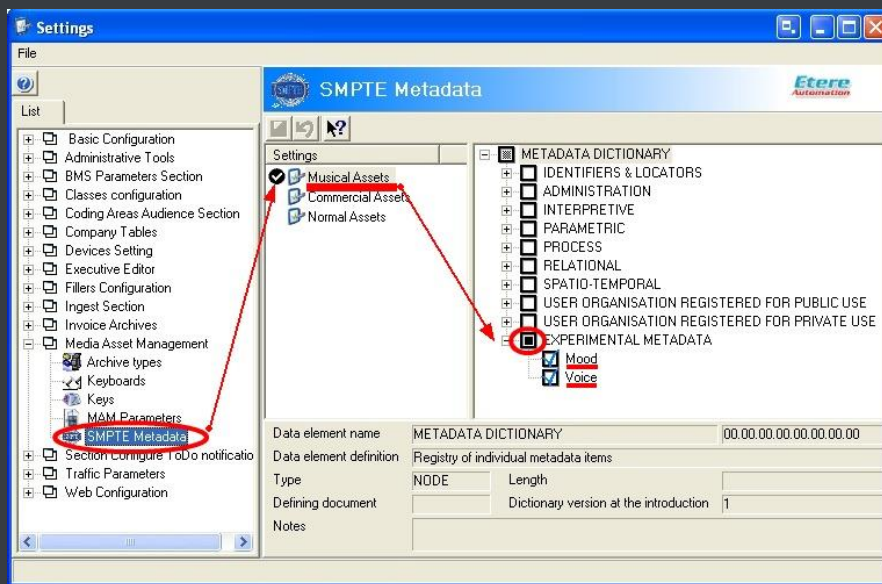 Settings
File
List
Basic Configuration
Administrative Tools
BMS Parameters Section
Classes configuration
Coding Areas Audience Section
Company Tables
Devices Setting
Executive Editor
Fillers Configuration
Ingest Section
Invoice Archives
Media Asset Management
Archive types
Keyboards
Keys
MAM Parameters
SMPTE Metadata
Section Configure ToDo notificatio
Traffic Parameters
Web Configuration
SMPTE Metadata
Etere
Automation
Settings
Musical Assets
Commercial Assets
Normal Assets
METADATA DICTIONARY
IDENTIFIERS & LOCATORS
ADMINISTRATION
INTERPRETIVE
PARAMETRIC
PROCESS
RELATIONAL
SPATIO-TEMPORAL
USER ORGANISATION REGISTERED FOR PUBLIC USE
USER ORGANISATION REGISTERED FOR PRIVATE USE
EXPERIMENTAL METADATA
Mood
Voice
Data element name METADATA DICTIONARY 00.00.00.00.00.00.00.00
Data element definition Registry of individual metadata items
Type NODE Length
Defining document Dictionary version at the introduction 1
Notes